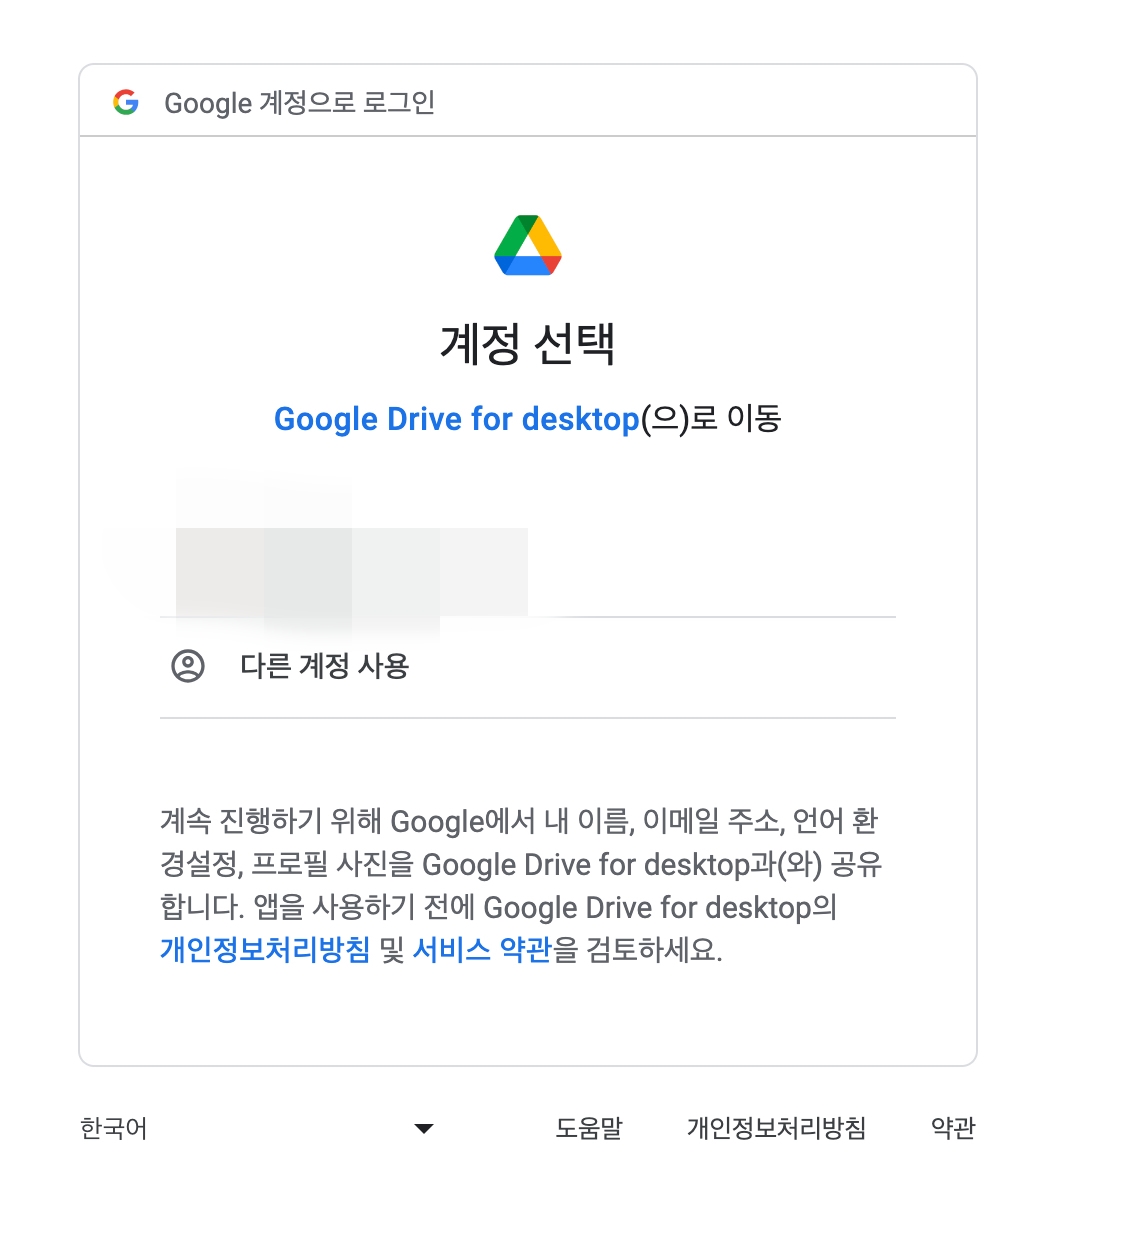 Google 계정으로 로그인
계정 선택
Google Drive for desktop(으)로 이동
다른 계정 사용
계속 진행하기 위해 Google에서 내 이름, 이메일 주소, 언어 환
경설정, 프로필 사진을 Google Drive for desktop과(와) 공유
합니다. 앱을 사용하기 전에 Google Drive for desktop의
개인정보처리방침 및 서비스 약관을 검토하세요.
한국어 도움말 개인정보처리방침 약관